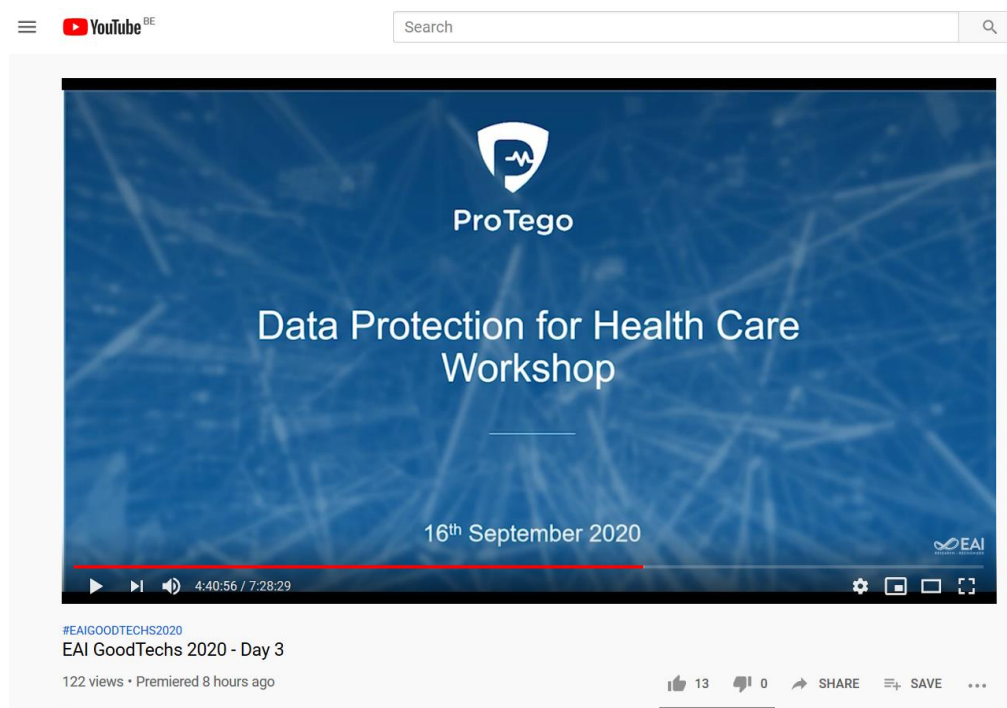 YouTube BE
Search
ProTego
Data Protection for Health Care
Workshop
16th September 2020
EAI
4:40:56 / 7:28:29
#EAIGOODTECHS2020
EAI GoodTechs 2020 - Day 3
122 views • Premiered 8 hours ago
13 0 SHARE SAVE